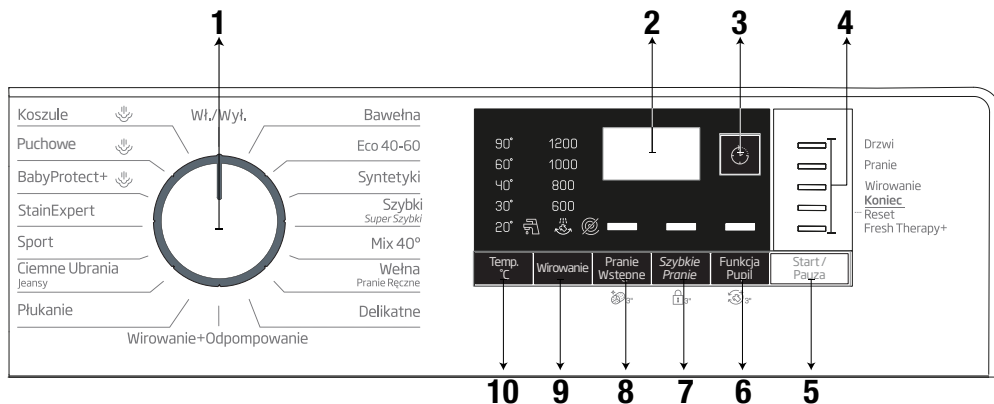 1
2
3
4
Koszule
Puchowe
BabyProtect+
StainExpert
Sport
Ciemne Ubrania
Jeansy
Płukanie
Wł./Wył.
Wirowanie+Odpompowanie
Bawełna
Eco 40-60
Syntetyki
Szybki
Super Szybki
Mix 40°
Wełna
Pranie Ręczne
Delikatne
90° 1200
60° 1000
40° 800
30° 600
20°
Drzwi
Pranie
Wirowanie
Koniec
Reset
Fresh Therapy+
Temp.
°C
Wirowanie
Pranie
Wstępne
Szybkie
Pranie
Funkcja
Pupil
Start/
Pauza
3"
3"
3"
10
9
8
7
6
5